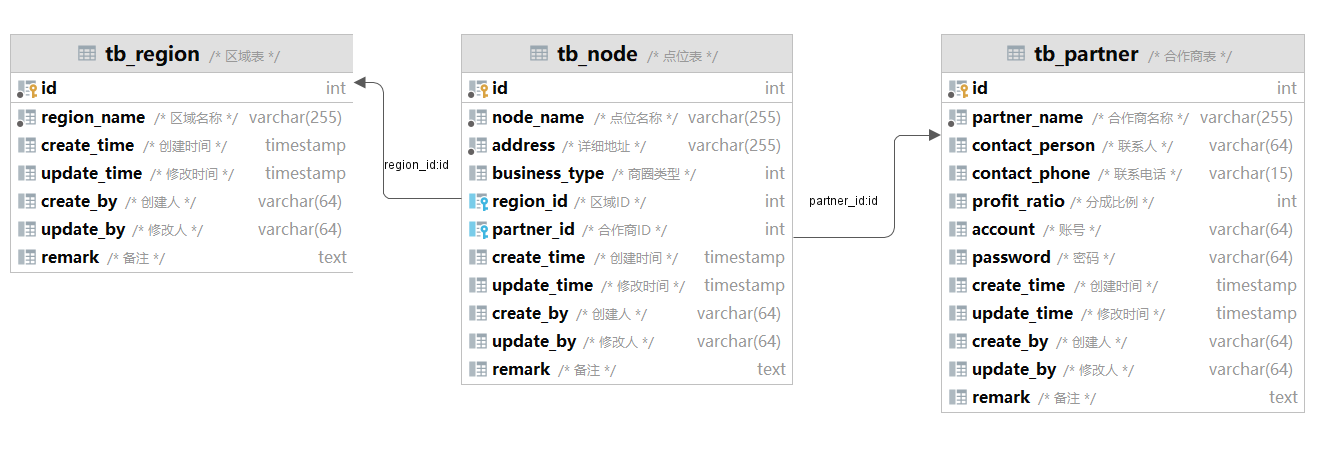 tb_region /* 区域表 */
id int
region_name /* 区域名称 */ varchar(255)
create_time /* 创建时间 */ timestamp
update_time /* 修改时间 */ timestamp
create_by /* 创建人 */ varchar(64)
update_by /* 修改人 */ varchar(64)
remark /* 备注 */ text
region_id:id
tb_node /* 点位表 */
id int
node_name /* 点位名称 */ varchar(255)
address /* 详细地址 */ varchar(255)
business_type /* 商圈类型 */ int
region_id /* 区域ID */ int
partner_id /* 合作商ID */ int
create_time /* 创建时间 */ timestamp
update_time /* 修改时间 */ timestamp
create_by /* 创建人 */ varchar(64)
update_by /* 修改人 */ varchar(64)
remark /* 备注 */ text
partner_id:id
tb_partner /* 合作商表 */
id int
partner_name /* 合作商名称 */ varchar(255)
contact_person /* 联系人 */ varchar(64)
contact_phone /* 联系电话 */ varchar(15)
profit_ratio /* 分成比例 */ int
account /* 账号 */ varchar(64)
password /* 密码 */ varchar(64)
create_time /* 创建时间 */ timestamp
update_time /* 修改时间 */ timestamp
create_by /* 创建人 */ varchar(64)
update_by /* 修改人 */ varchar(64)
remark /* 备注 */ text